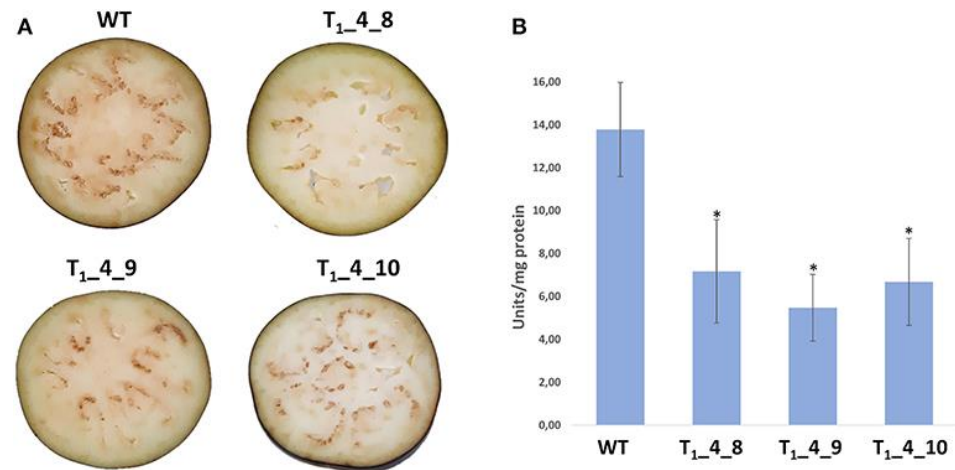 A
WT
T₁_4_8
T₁_4_9
T₁_4_10
B
Units/mg protein
16,00
14,00
12,00
10,00
8,00
6,00
4,00
2,00
0,00
*
*
*
WT
T₁_4_8
T₁_4_9
T₁_4_10